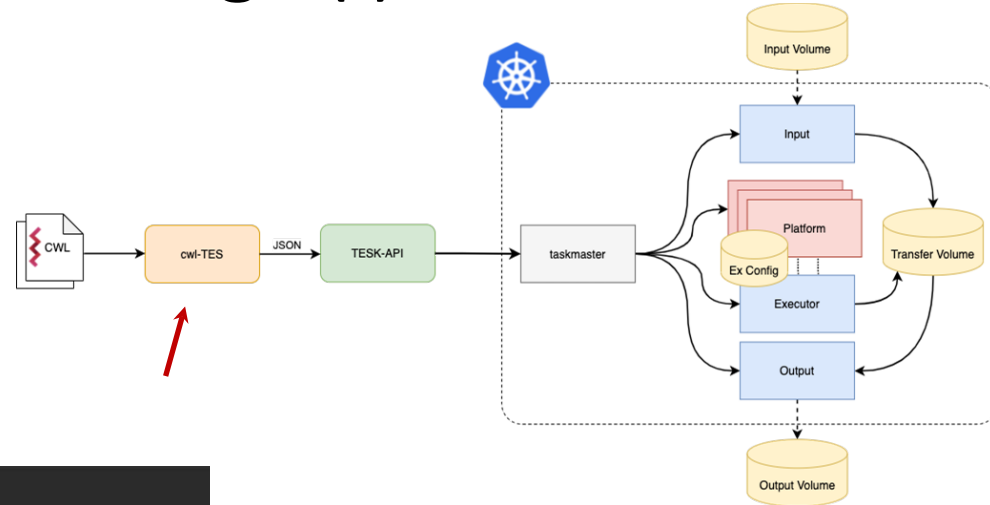 Input Volume
Input
CWL
cwl-TES
JSON
TESK-API
taskmaster
Platform
Ex Config
Transfer Volume
Executor
Output
Output Volume